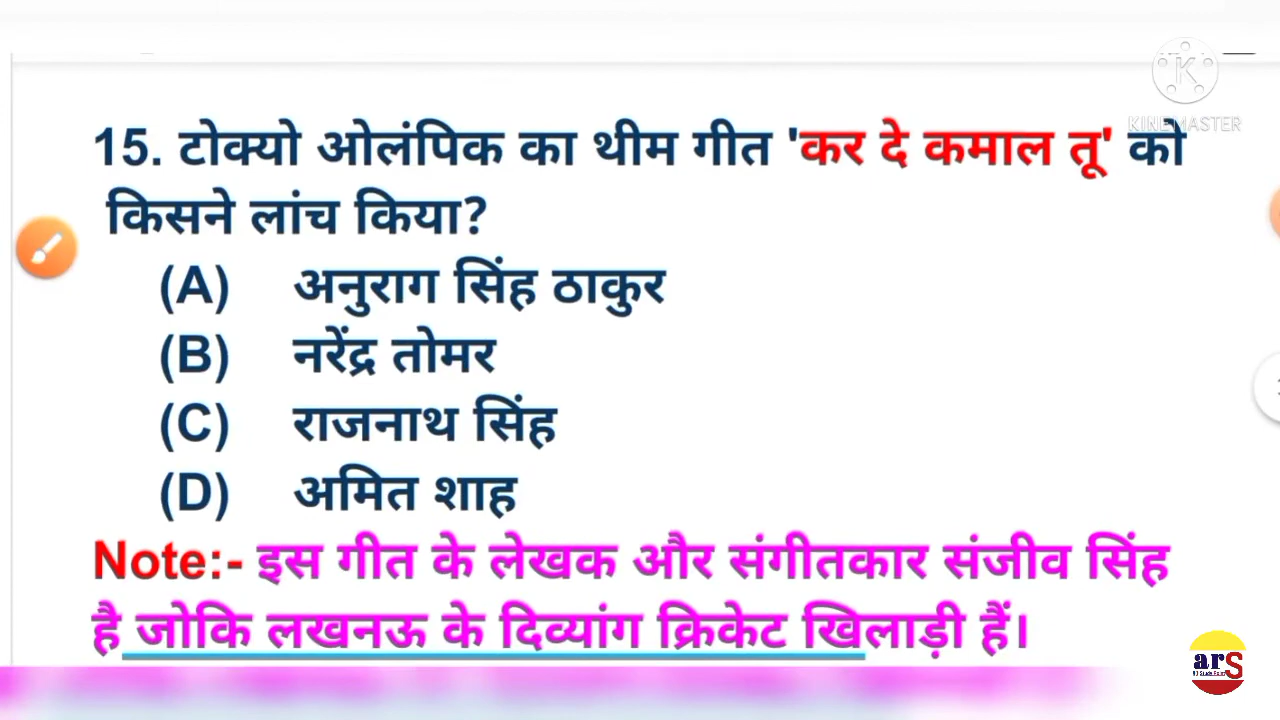 KINEMASTER
15. टोक्यो ओलंपिक का थीम गीत 'कर दे कमाल तू' को
किसने लांच किया?
(A) अनुराग सिंह ठाकुर
(B) नरेंद्र तोमर
(C) राजनाथ सिंह
(D) अमित शाह
Note:- इस गीत के लेखक और संगीतकार संजीव सिंह
है जोकि लखनऊ के दिव्यांग क्रिकेट खिलाड़ी हैं।
arS